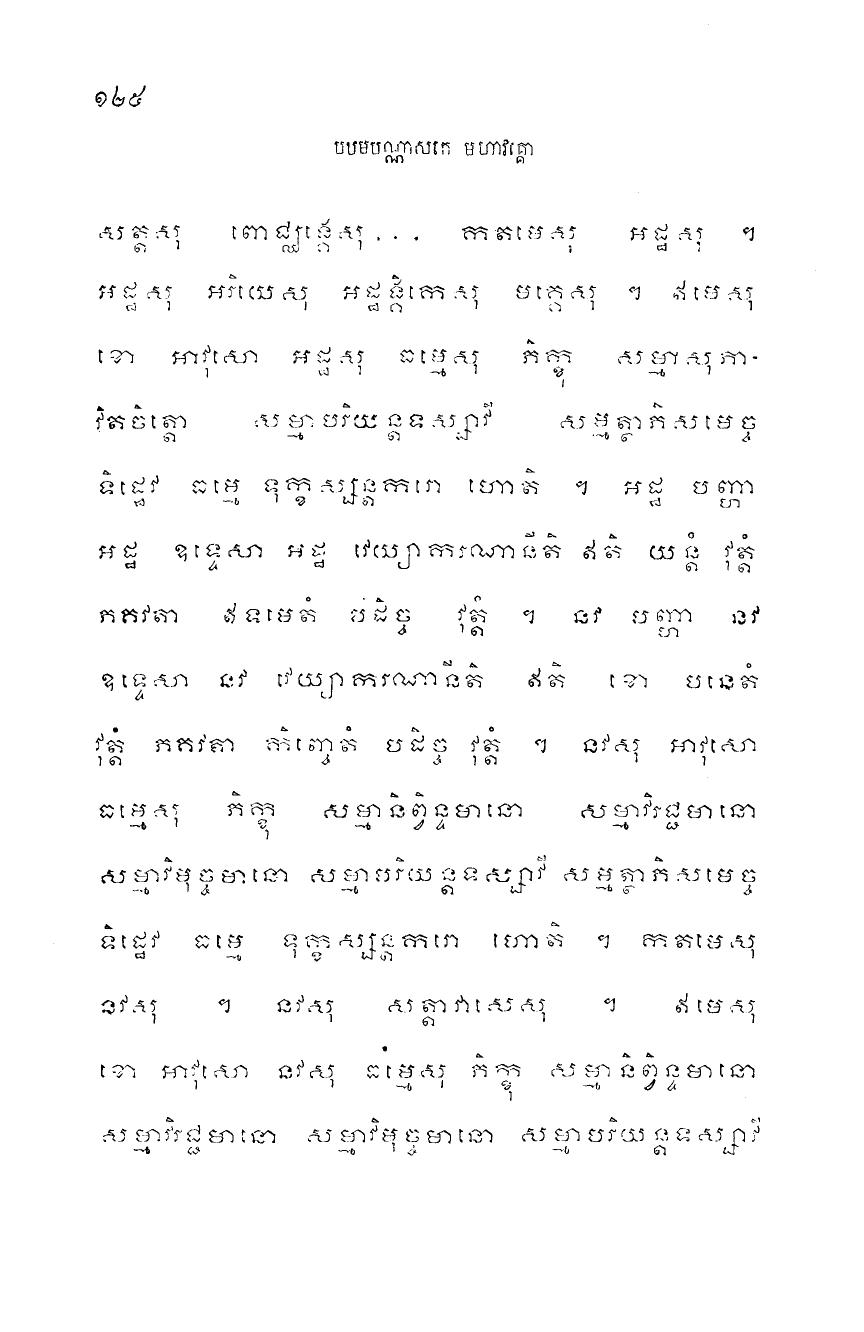 ១២៥
បឋមបណ្ណាសកេ មហាវគ្គោ
សត្តសុ ពោជ្ឈង្គេសុ... កតមេសុ អដ្ឋសុ ។
អដ្ឋសុ អរិយេសុ អដ្ឋង្គិកេសុ មគ្គេសុ ។ ឥមេសុ
ខោ អាវុសោ អដ្ឋសុ ធម្មេសុ ភិក្ខុ សម្មាសុភា-
វិតចិត្តោ សម្មាបរិយន្តទស្សាវី សម្មត្ថាភិសមេច្ច
ទិដ្ឋេវ ធម្មេ ទុក្ខស្សន្តករោ ហោតិ ។ អដ្ឋ បញ្ហា
អដ្ឋ ឧទ្ទេសា អដ្ឋ វេយ្យាករណានីតិ ឥតិ យន្តំ វុត្តំ
ភគវតា ឥទមេតំ បដិច្ច វុត្តំ ។ នវ បញ្ហា នវ
ឧទ្ទេសា នវ វេយ្យាករណានីតិ ឥតិ ខោ បនេតំ
វុត្តំ ភគវតា កិញ្ចេតំ បដិច្ច វុត្តំ ។ នវសុ អាវុសោ
ធម្មេសុ ភិក្ខុ សម្មានិព្វិន្ទមានោ សម្មាវិរជ្ជមានោ
សម្មាវិមុច្ចមានោ សម្មាបរិយន្តទស្សាវី សម្មត្ថាភិសមេច្ច
ទិដ្ឋេវ ធម្មេ ទុក្ខស្សន្តករោ ហោតិ ។ កតមេសុ
នវសុ ។ នវសុ សត្តាវាសេសុ ។ ឥមេសុ
ខោ អាវុសោ នវសុ ធម្មេសុ ភិក្ខុ សម្មានិព្វិន្ទមានោ
សម្មាវិរជ្ជមានោ សម្មាវិមុច្ចមានោ សម្មាបរិយន្តទស្សាវី